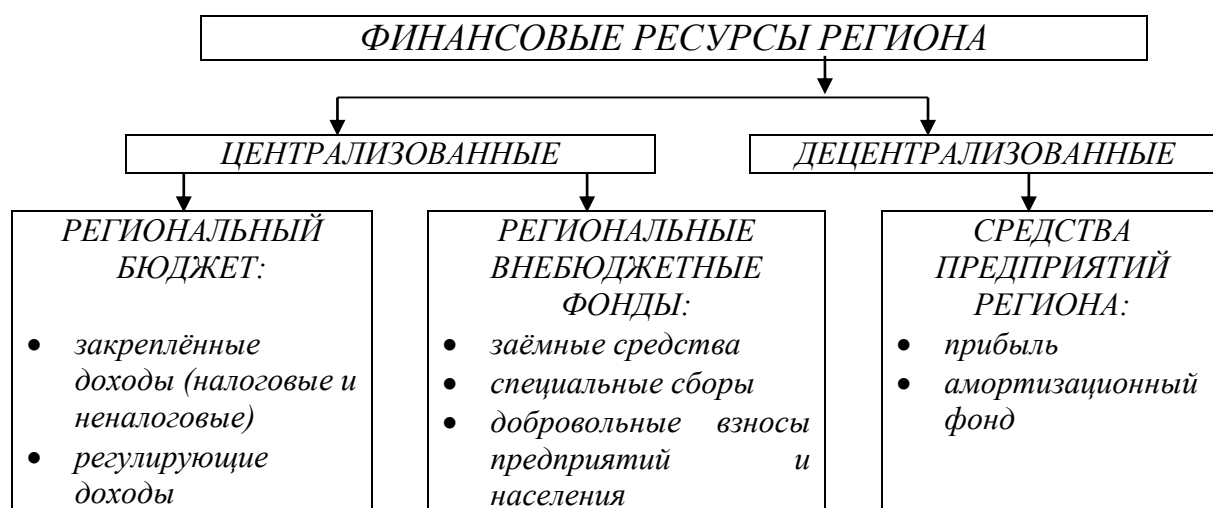 ФИНАНСОВЫЕ РЕСУРСЫ РЕГИОНА
ЦЕНТРАЛИЗОВАННЫЕ
ДЕЦЕНТРАЛИЗОВАННЫЕ
РЕГИОНАЛЬНЫЙ
БЮДЖЕТ:
• закреплённые
доходы (налоговые и
неналоговые)
• регулирующие
доходы
РЕГИОНАЛЬНЫЕ
ВНЕБЮДЖЕТНЫЕ
ФОНДЫ:
• заёмные средства
• специальные сборы
• добровольные взносы
предприятий и
населения
СРЕДСТВА
ПРЕДПРИЯТИЙ
РЕГИОНА:
• прибыль
• амортизационный
фонд